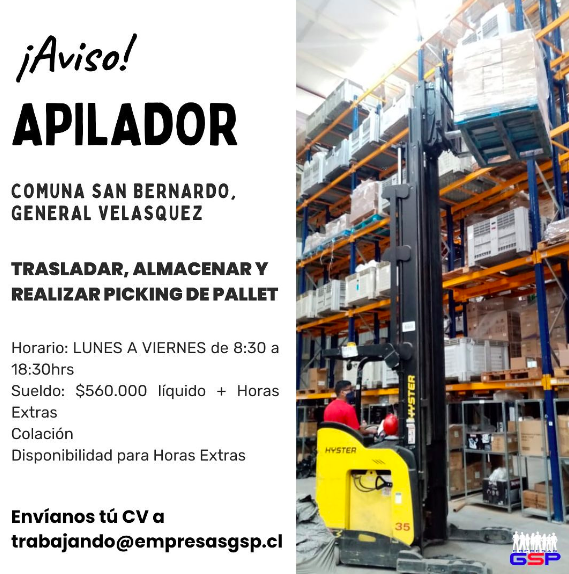 ¡Aviso!
APILADOR
COMUNA SAN BERNARDO,
GENERAL VELASQUEZ
TRASLADAR, ALMACENAR Y
REALIZAR PICKING DE PALLET
Horario: LUNES A VIERNES de 8:30 a
18:30hrs
Sueldo: $560.000 líquido + Horas
Extras
Colación
Disponibilidad para Horas Extras
Envíanos tú CV a
trabajando@empresasgsp.cl
HYSTER
HYSTER
35
EMPRESAS
GSP